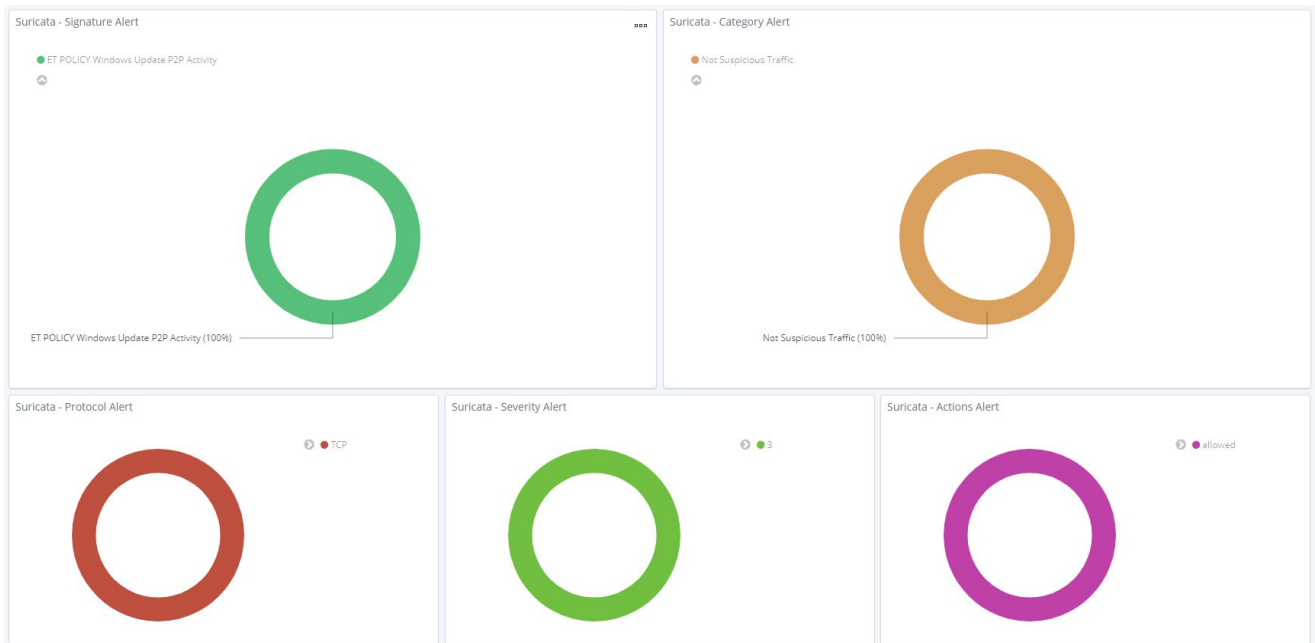 Suricata - Signature Alert
Suricata - Category Alert
ET POLICY Windows Update P2P Activity
Not Suspicious Traffic
ET POLICY Windows Update P2P Activity (100%)
Not Suspicious Traffic (100%)
Suricata - Protocol Alert
Suricata - Severity Alert
Suricata - Actions Alert
TCP
3
allowed